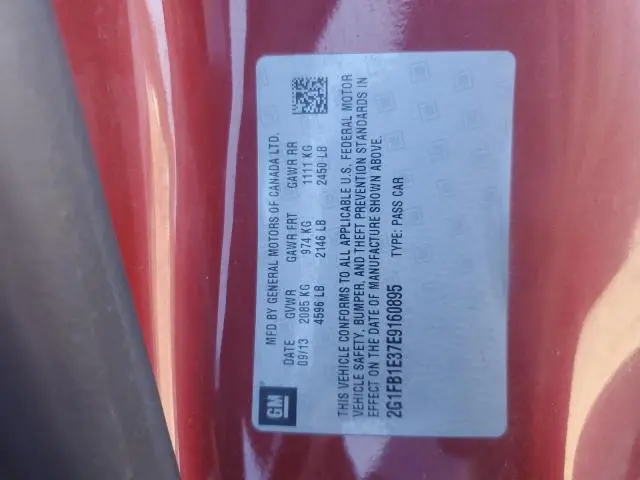 GM
MFD BY GENERAL MOTORS OF CANADA LTD.
DATE GVWR GAWR FRT GAWR RR
09/13 2085 KG 974 KG 1111 KG
4596 LB 2146 LB 2450 LB
THIS VEHICLE CONFORMS TO ALL APPLICABLE U.S. FEDERAL MOTOR
VEHICLE SAFETY, BUMPER, AND THEFT PREVENTION STANDARDS IN
EFFECT ON THE DATE OF MANUFACTURE SHOWN ABOVE.
2G1FB1E37E9160895 TYPE: PASS CAR